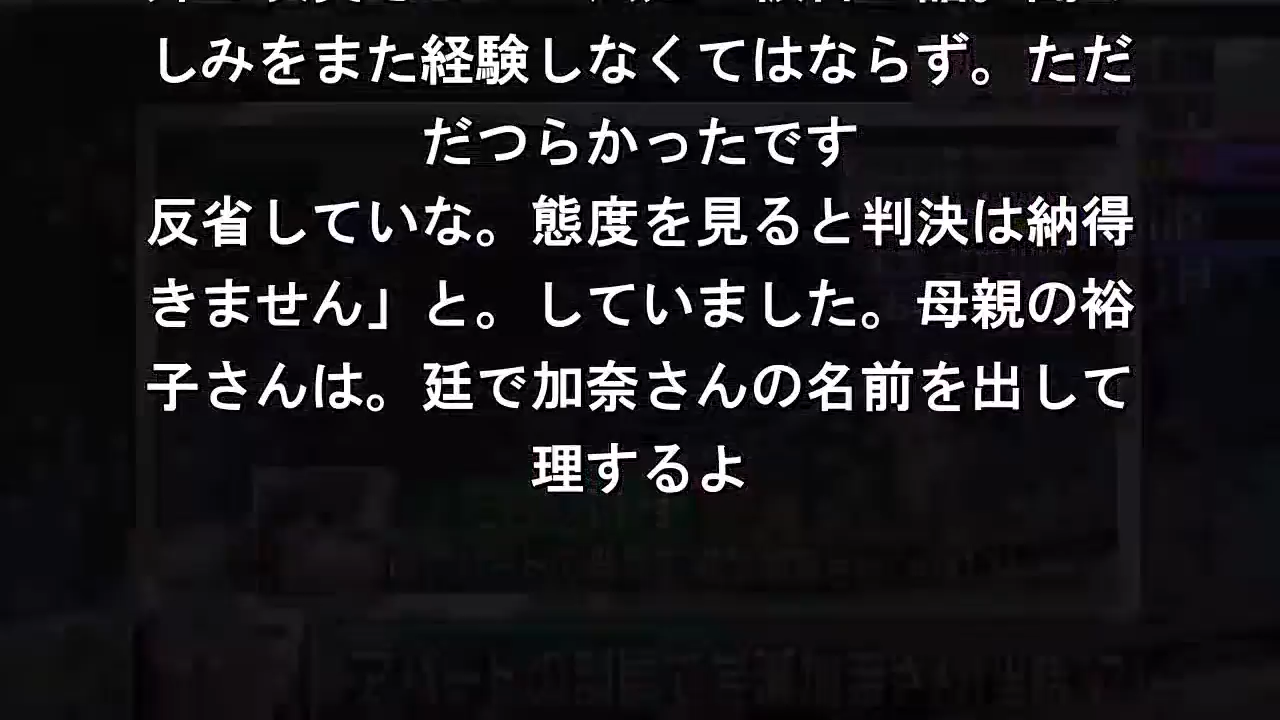 しみをまた経験しなくてはならず。ただ
だつらかったです
反省していな。態度を見ると判決は納得
きません」と。していました。母親の裕
子さんは。廷で加奈さんの名前を出して
理するよ